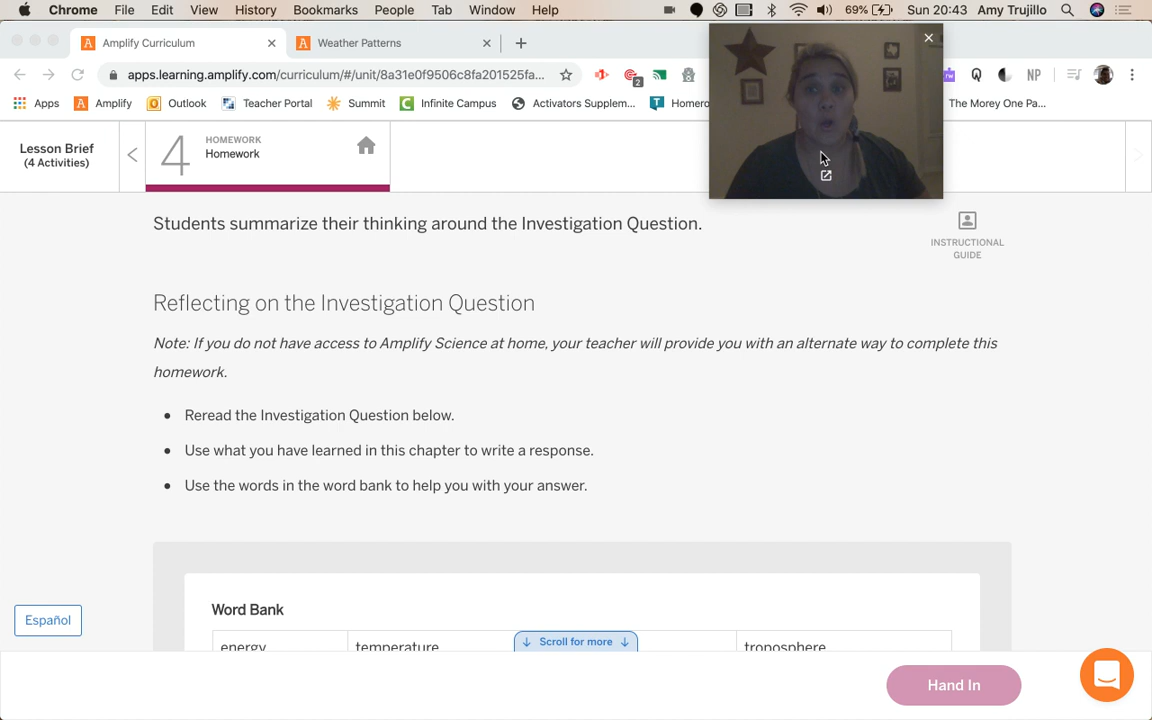 Chrome File Edit View History Bookmarks People Tab Window Help 69% Sun 20:43 Amy Trujillo
Amplify Curriculum Weather Patterns
apps.learning.amplify.com/curriculum/#/unit/8a31e0f9506c8fa201525fa... 2 NP
Apps Amplify Outlook Teacher Portal Summit Infinite Campus Activators Supplem... Homero The Morey One Pa...
Lesson Brief
(4 Activities)
4
HOMEWORK
Homework
Students summarize their thinking around the Investigation Question.
INSTRUCTIONAL
GUIDE
Reflecting on the Investigation Question
Note: If you do not have access to Amplify Science at home, your teacher will provide you with an alternate way to complete this
homework.
Reread the Investigation Question below.
Use what you have learned in this chapter to write a response.
Use the words in the word bank to help you with your answer.
Word Bank
energy temperature troposphere
Scroll for more
Español
Hand In